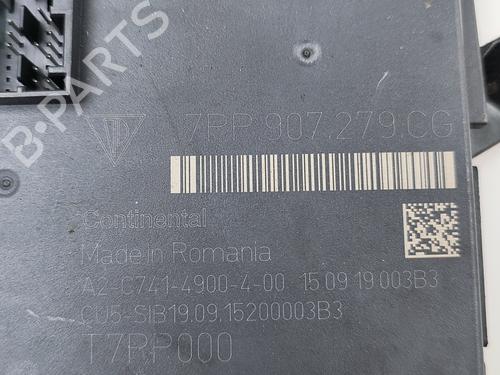 B-PARTS
7PP 907.279.CG
Continental
Made in Romania
A2-C741-4900-4-00 15.09.19 003B3
CU5-SIB19.09.15200003B3
T7RP000